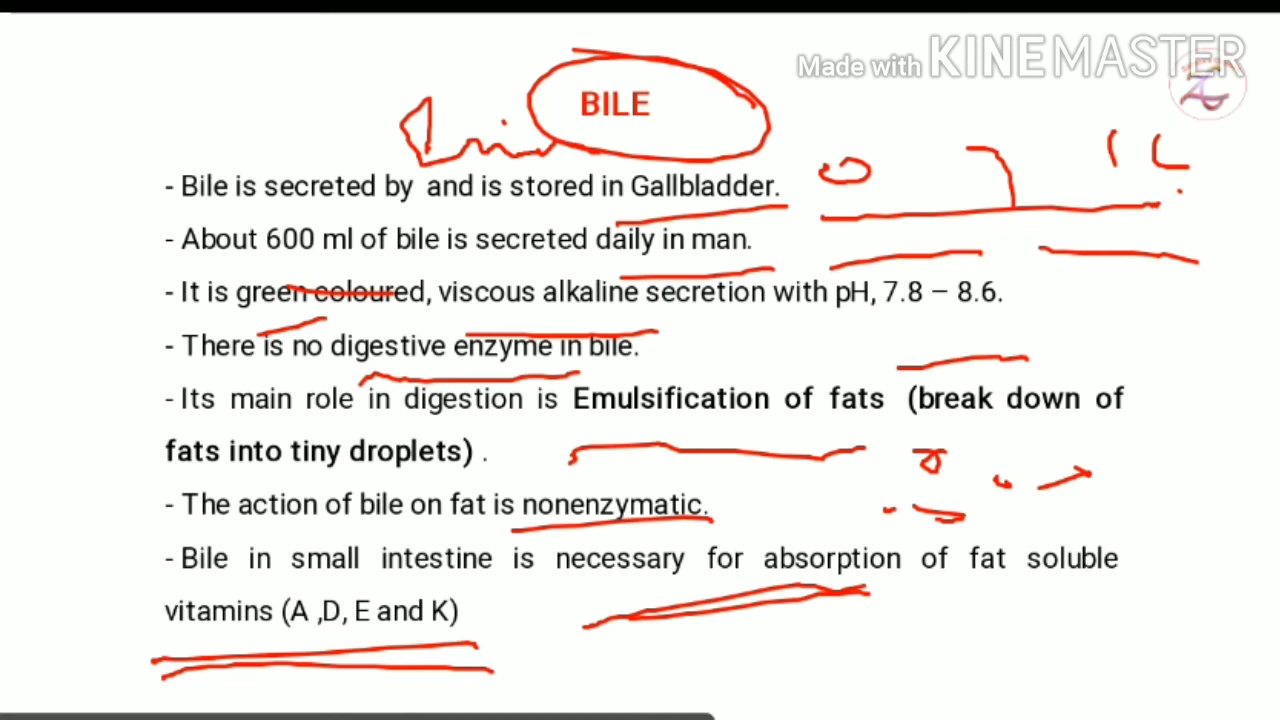 Made with KINEMASTER
BILE
- Bile is secreted by and is stored in Gallbladder.
- About 600 ml of bile is secreted daily in man.
- It is green coloured, viscous alkaline secretion with pH, 7.8 – 8.6.
- There is no digestive enzyme in bile.
- Its main role in digestion is Emulsification of fats (break down of
fats into tiny droplets) .
- The action of bile on fat is nonenzymatic.
- Bile in small intestine is necessary for absorption of fat soluble
vitamins (A ,D, E and K)